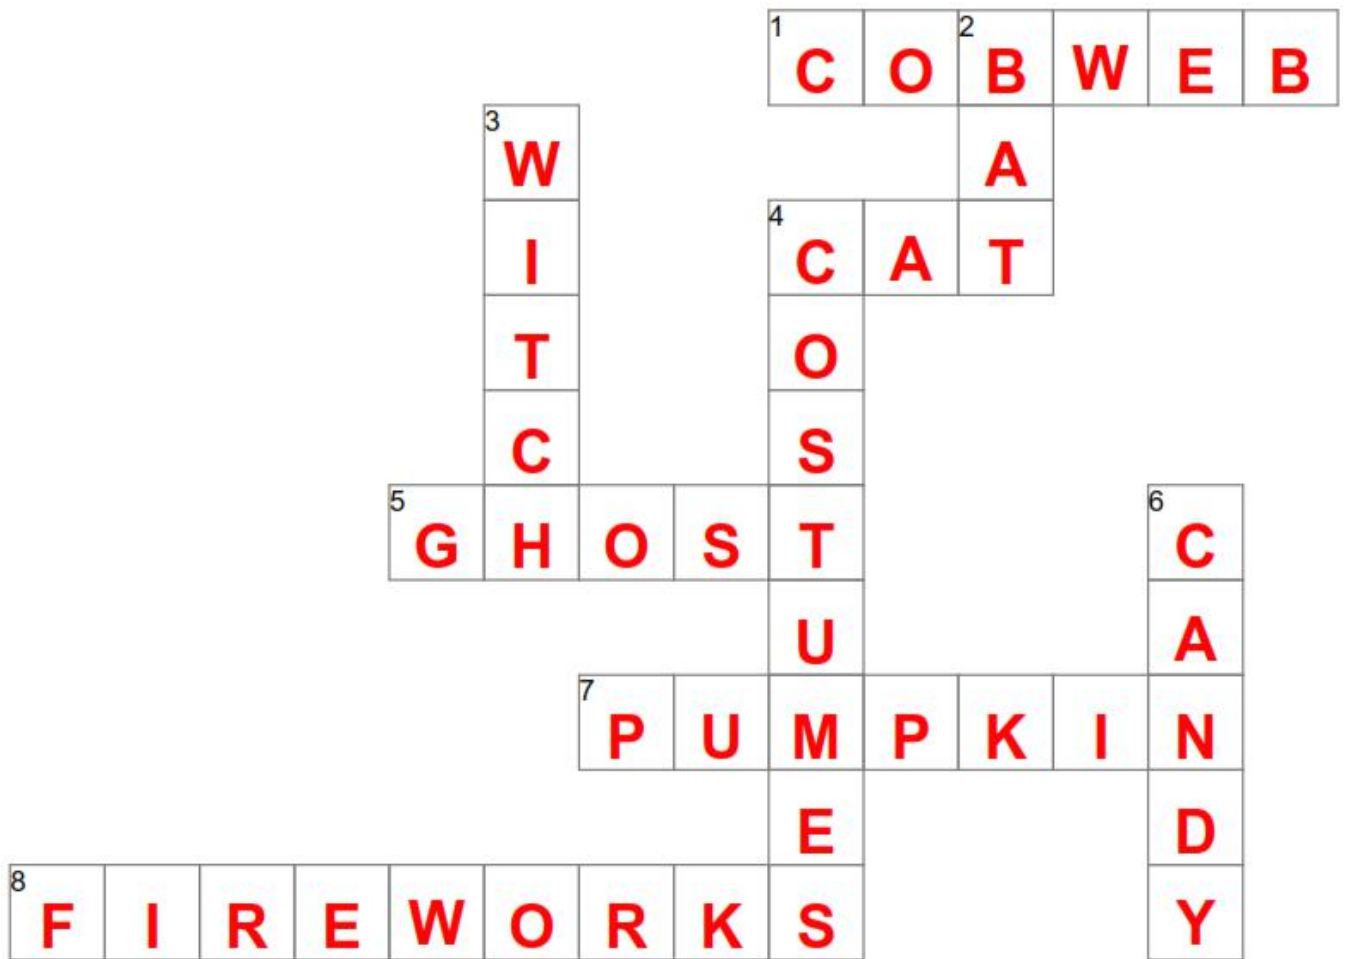 1 C O 2 B W E B
3 W A
I 4 C A T
T O
C S
5 G H O S T 6 C
U A
7 P U M P K I N
E D
8 F I R E W O R K S Y